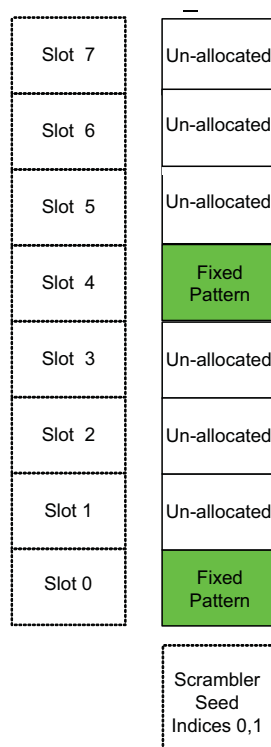 Slot 7
Un-allocated
Slot 6
Un-allocated
Slot 5
Un-allocated
Slot 4
Fixed
Pattern
Slot 3
Un-allocated
Slot 2
Un-allocated
Slot 1
Un-allocated
Slot 0
Fixed
Pattern
Scrambler
Seed
Indices 0,1